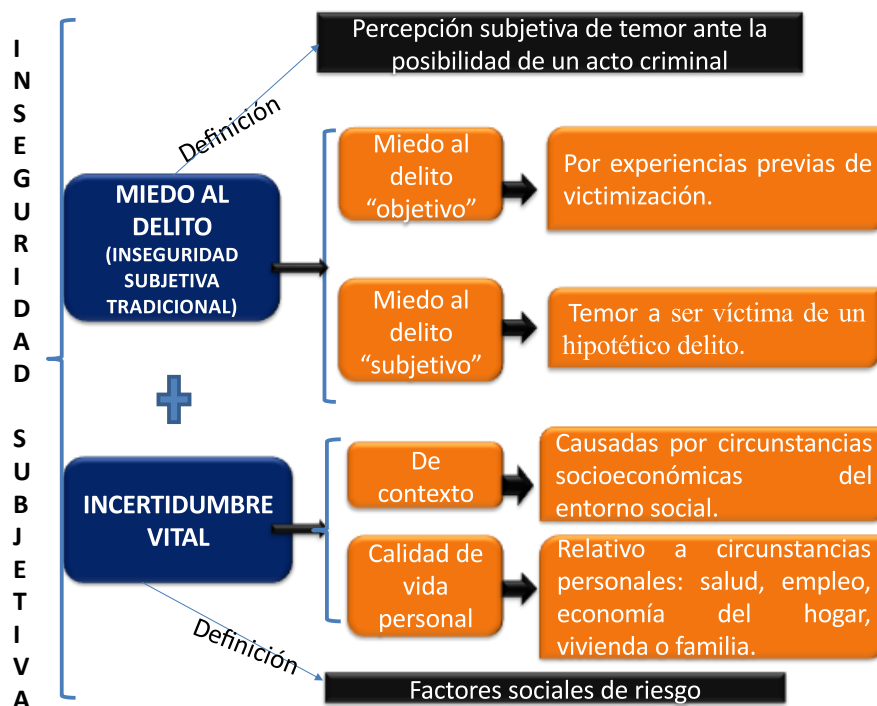 INSEGURIDAD SUBJETIVA
Percepción subjetiva de temor ante la
posibilidad de un acto criminal
Definición
MIEDO AL
DELITO
(INSEGURIDAD
SUBJETIVA
TRADICIONAL)
Miedo al
delito
“objetivo”
Por experiencias previas de
victimización.
Miedo al
delito
“subjetivo”
Temor a ser víctima de un
hipotético delito.
INCERTIDUMBRE
VITAL
De
contexto
Causadas por circunstancias
socioeconómicas del
entorno social.
Calidad de
vida
personal
Relativo a circunstancias
personales: salud, empleo,
economía del hogar,
vivienda o familia.
Definición
Factores sociales de riesgo